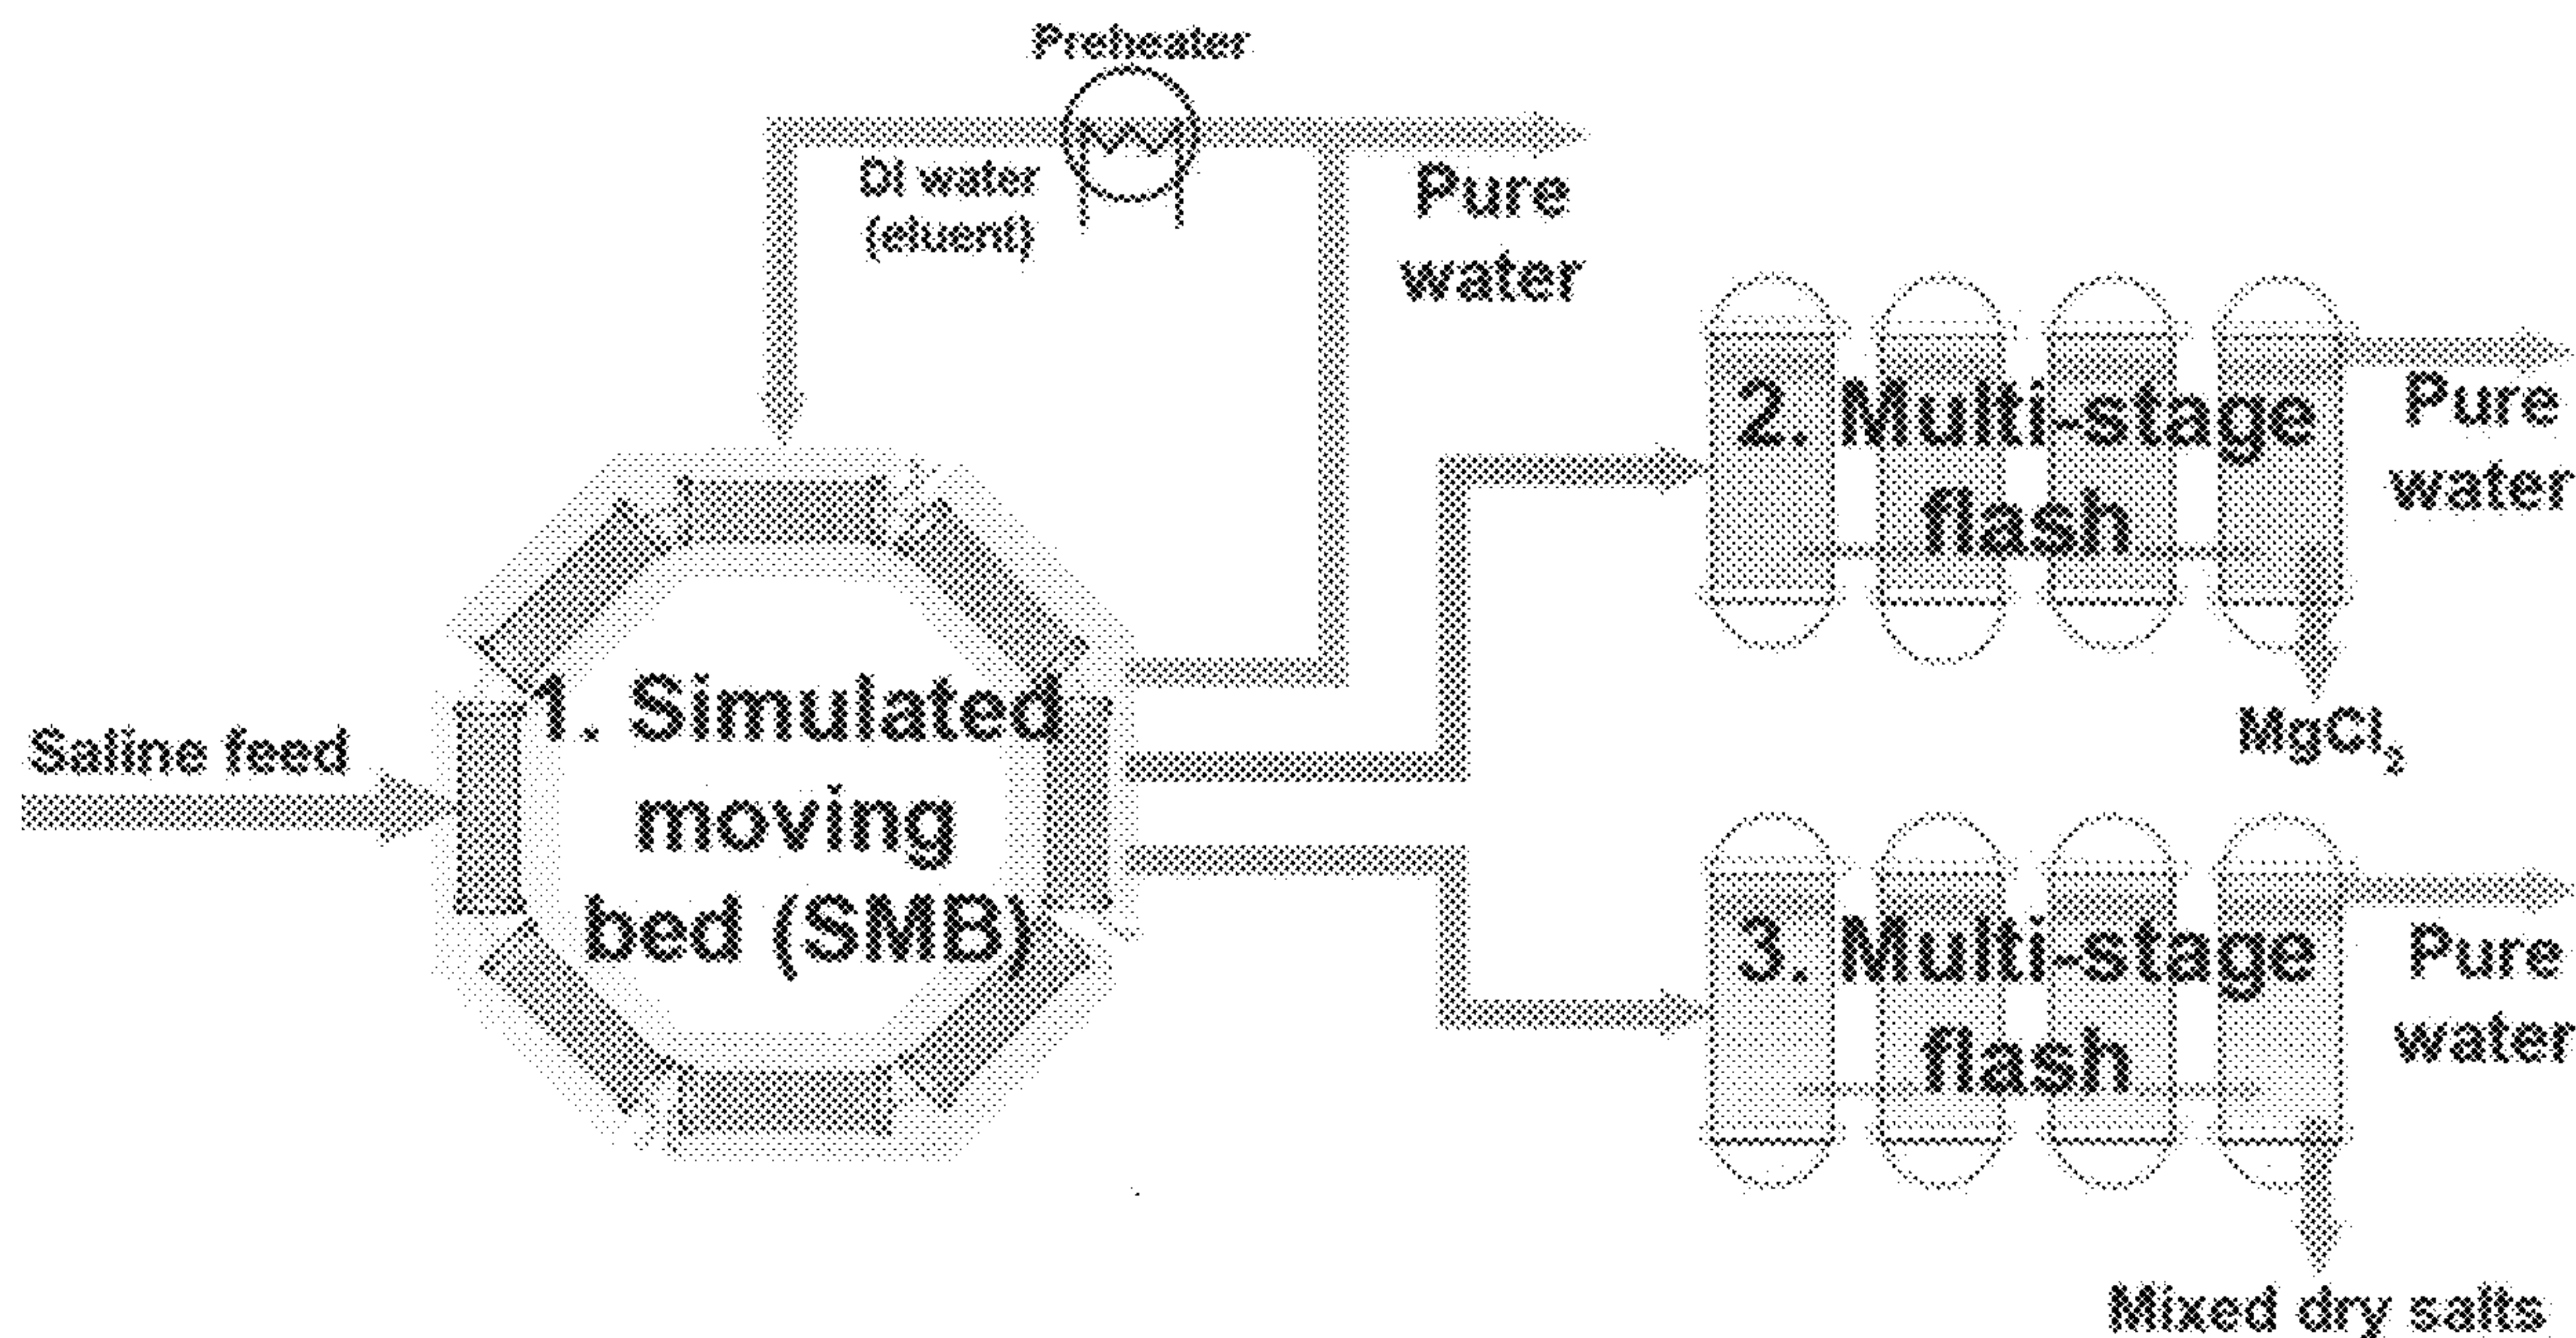 Preheater
DI water
(eluent)
Pure
water
2. Multi-stage
flash
Pure
water
MgCl₂
Saline feed
1. Simulated
moving
bed (SMB)
3. Multi-stage
flash
Pure
water
Mixed dry salts